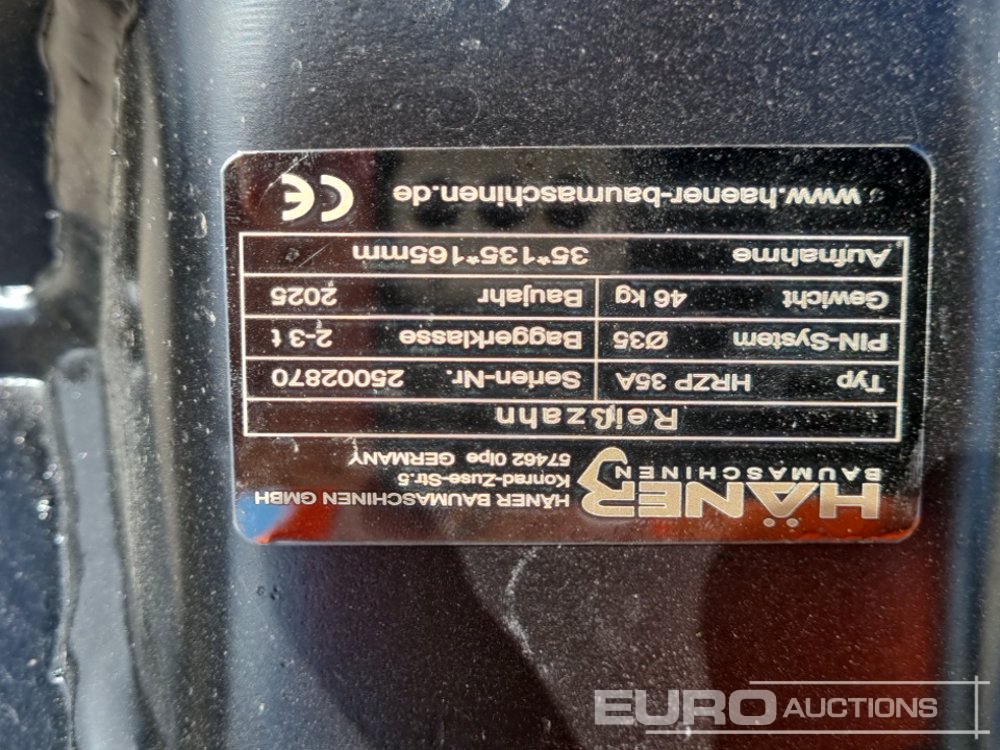 HÄNER
BAUMASCHINEN
HÄNER BAUMASCHINEN GMBH
Konrad-Zuse-Str.5
57462 Olpe GERMANY
Reißzahn
Typ HRZP 35A Serien-Nr. 25002870
PIN-System Ø35 Baggerklasse 2-3 t
Gewicht 46 kg Baujahr 2025
Aufnahme 35*135*165mm
www.haener-baumaschinen.de CE
EURO AUCTIONS